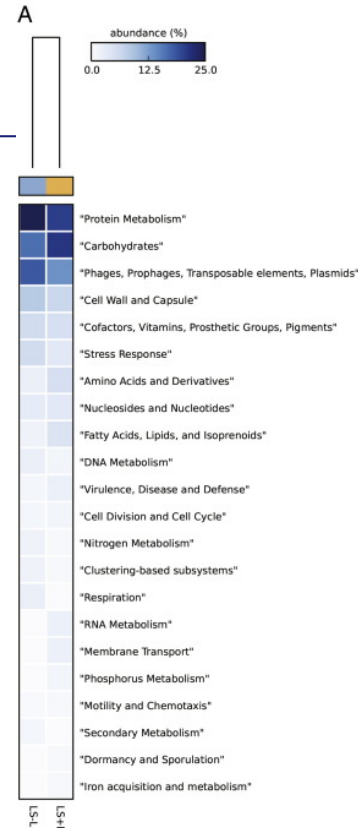 A
abundance (%)
0.0 12.5 25.0
"Protein Metabolism"
"Carbohydrates"
"Phages, Prophages, Transposable elements, Plasmids"
"Cell Wall and Capsule"
"Cofactors, Vitamins, Prosthetic Groups, Pigments"
"Stress Response"
"Amino Acids and Derivatives"
"Nucleosides and Nucleotides"
"Fatty Acids, Lipids, and Isoprenoids"
"DNA Metabolism"
"Virulence, Disease and Defense"
"Cell Division and Cell Cycle"
"Nitrogen Metabolism"
"Clustering-based subsystems"
"Respiration"
"RNA Metabolism"
"Membrane Transport"
"Phosphorus Metabolism"
"Motility and Chemotaxis"
"Secondary Metabolism"
"Dormancy and Sporulation"
"Iron acquisition and metabolism"
LS-L